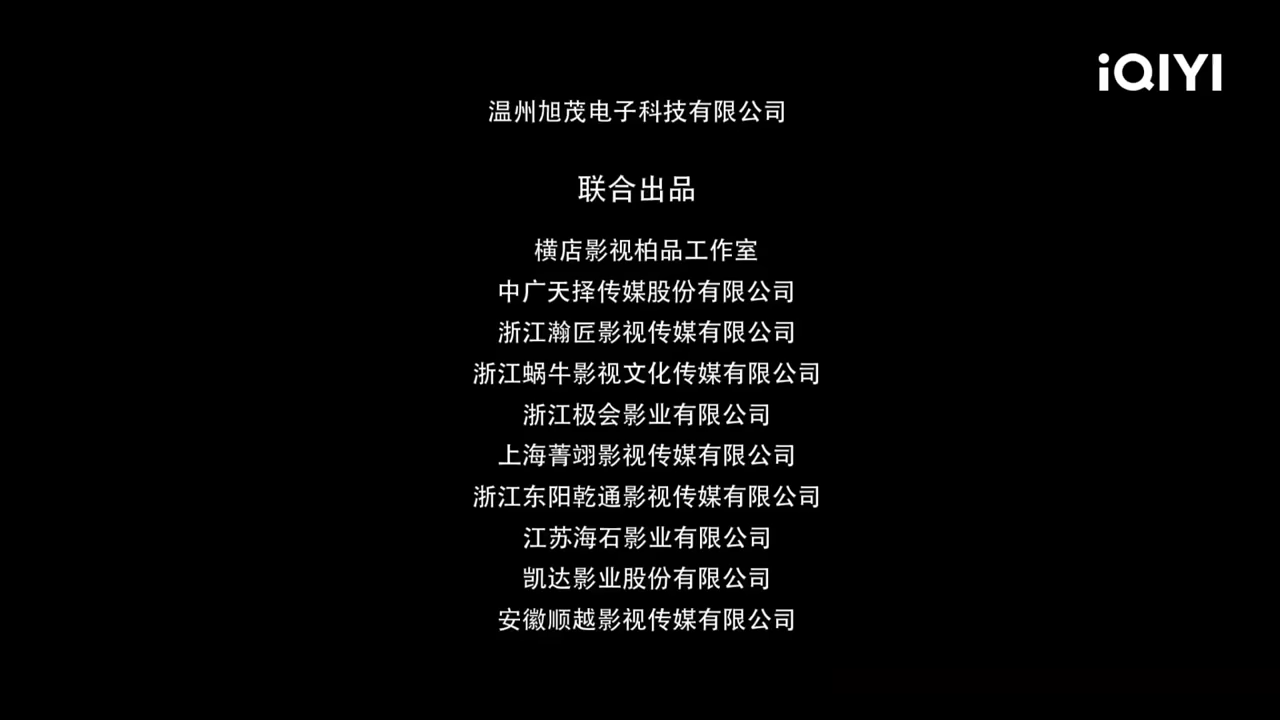 iQIYI
温州旭茂电子科技有限公司
联合出品
横店影视柏品工作室
中广天择传媒股份有限公司
浙江瀚匠影视传媒有限公司
浙江蜗牛影视文化传媒有限公司
浙江极会影业有限公司
上海菁翊影视传媒有限公司
浙江东阳乾通影视传媒有限公司
江苏海石影业有限公司
凯达影业股份有限公司
安徽顺越影视传媒有限公司